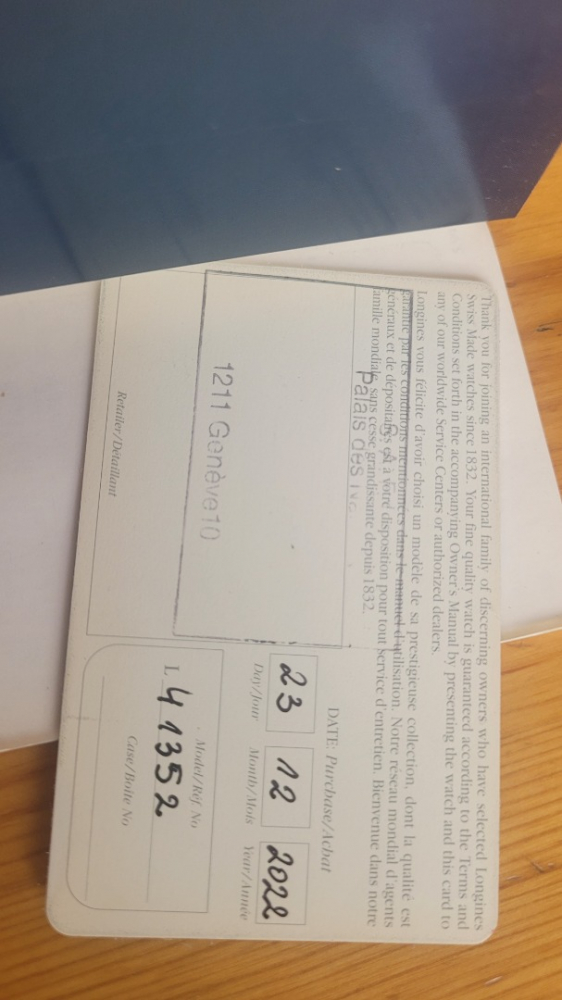 Thank you for joining an international family of discerning owners who have selected Longines
Swiss Made watches since 1832. Your fine quality watch is guaranteed according to the Terms and
Conditions set forth in the accompanying Owner's Manual by presenting the watch and this card to
any of our worldwide Service Centers or authorized dealers.
Longines vous félicite d'avoir choisi un modèle de sa prestigieuse collection, dont la qualité est
garantie par les conditions mentionnées dans le manuel d'utilisation. Notre réseau mondial d'agents
généraux et de dépositaires est à votre disposition pour tout service d'entretien. Bienvenue dans notre
famille mondiale sans cesse grandissante depuis 1832.
Palais des
1211 Genève10
Retailer/Détaillant
DATE: Purchase/Achat
23 12 2022
Day/Jour Month/Mois Year/Année
Model/Réf. No
L 4 1352
Case/Boîte No